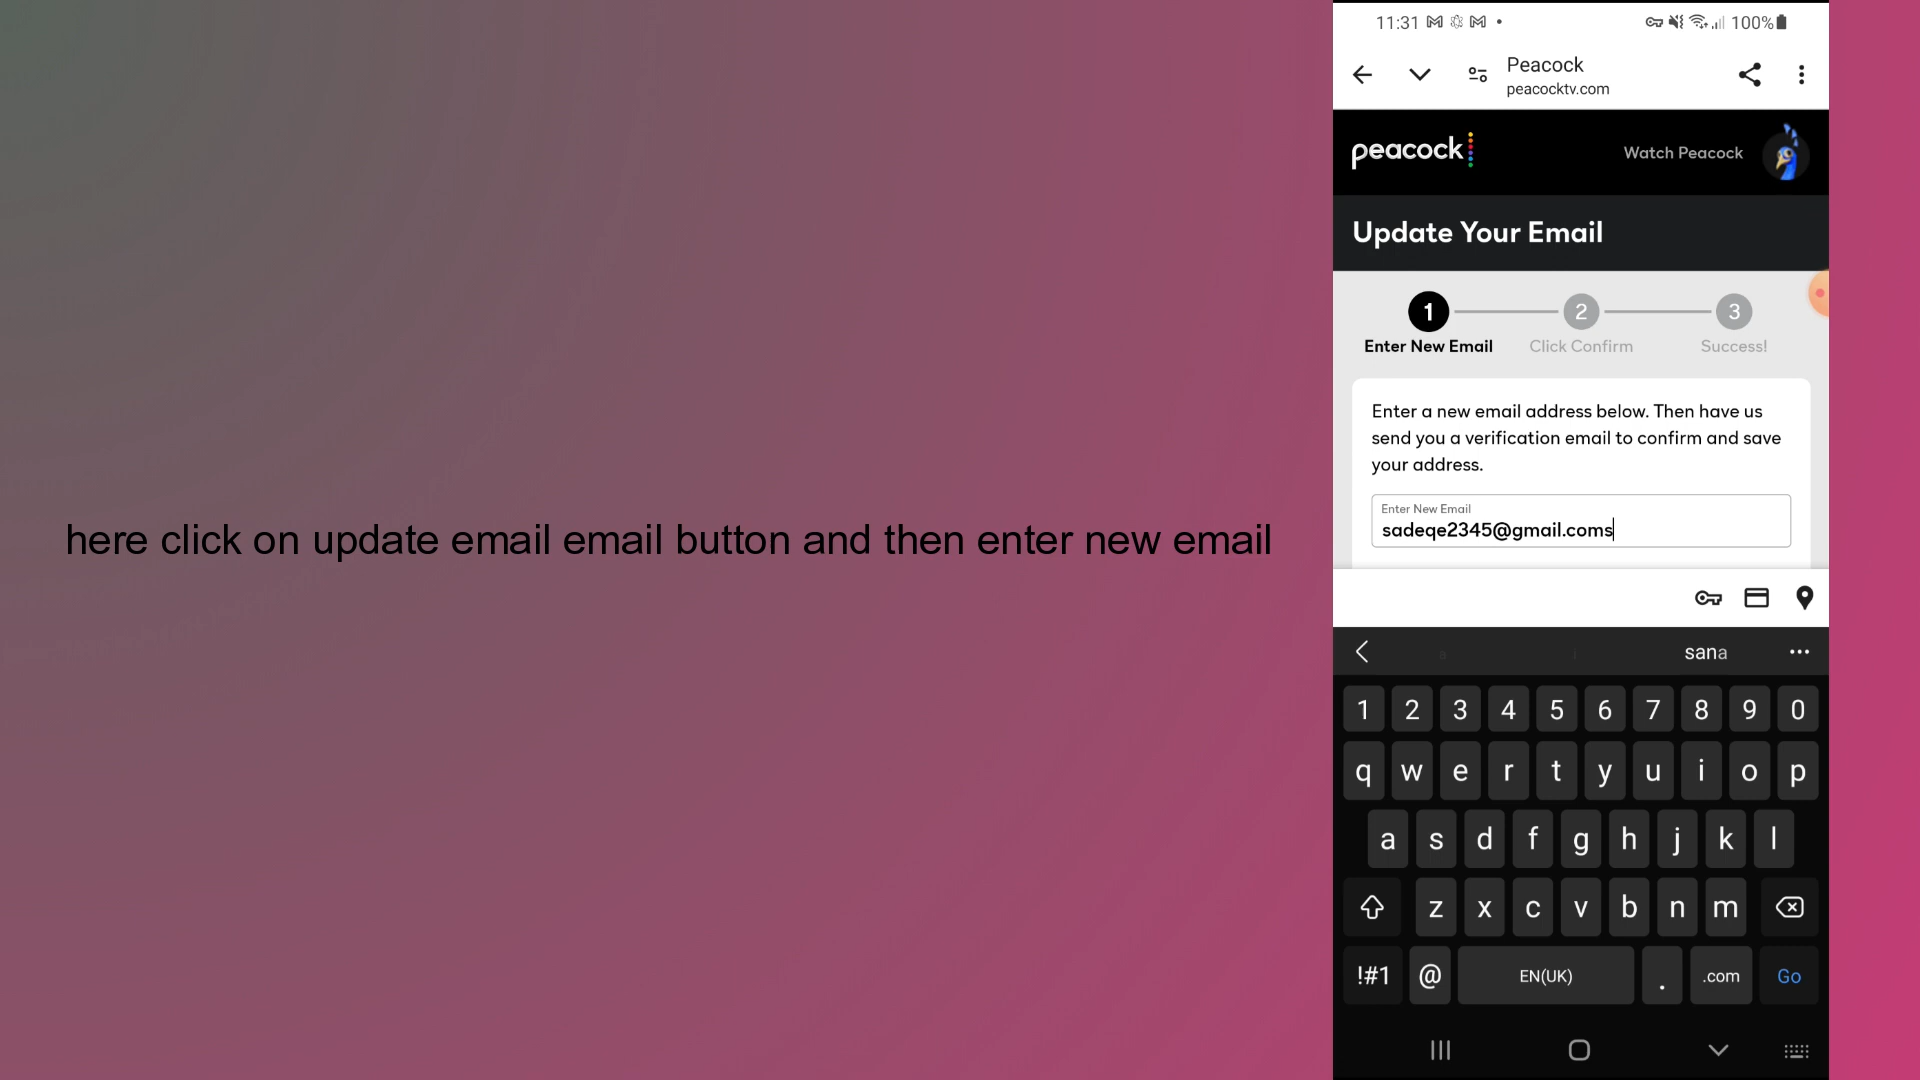 here click on update email email button and then enter new email
11:31 100%
Peacock
peacocktv.com
peacock
Watch Peacock
Update Your Email
1 2 3
Enter New Email Click Confirm Success!
Enter a new email address below. Then have us
send you a verification email to confirm and save
your address.
Enter New Email
sadeqe2345@gmail.coms
sana
1 2 3 4 5 6 7 8 9 0
q w e r t y u i o p
a s d f g h j k l
z x c v b n m
!#1 @ EN(UK) . .com Go